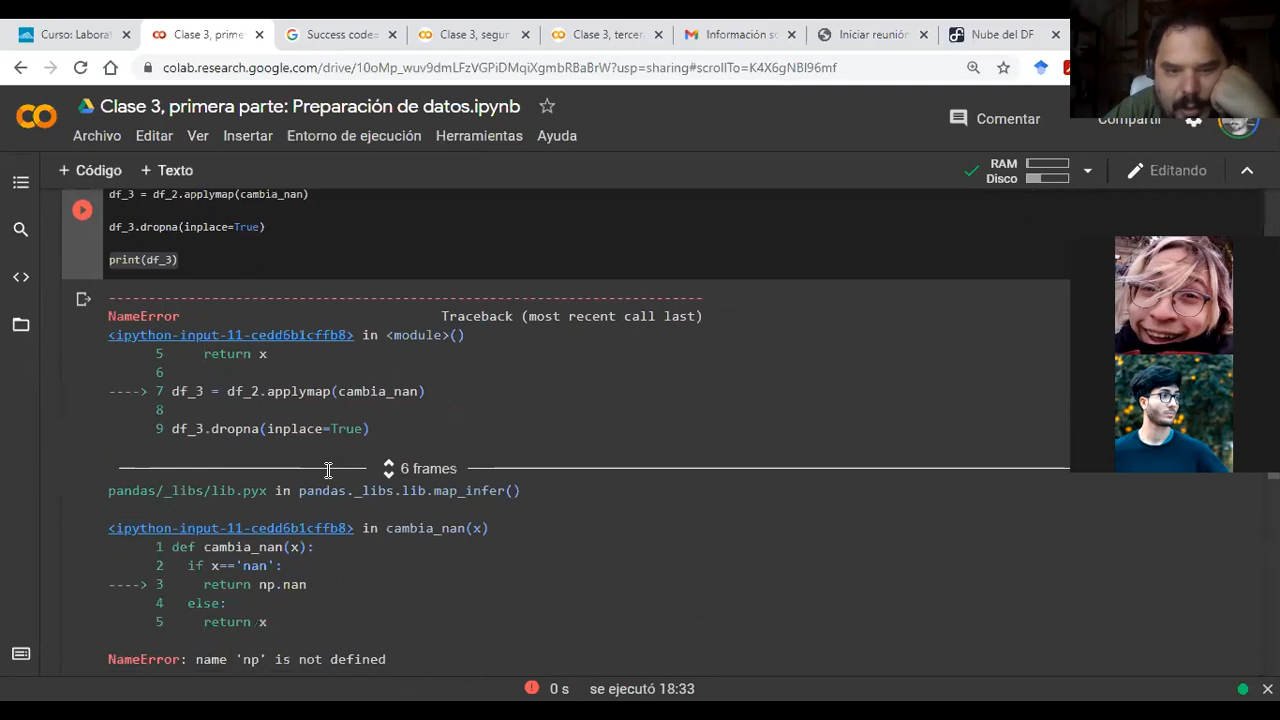 Curso: Labora
Clase 3, prime
Success code=
Clase 3, segur
Clase 3, tercer
Información so
Iniciar reunión
Nube del DF
colab.research.google.com/drive/10oMp_wuv9dmLFzVGPiDMqiXgmbRBaBrW?usp=sharing#scrollTo=K4X6gNBI96mf
Clase 3, primera parte: Preparación de datos.ipynb
Comentar
Compartir
Archivo Editar Ver Insertar Entorno de ejecución Herramientas Ayuda
+ Código + Texto
RAM
Disco
Editando
df_3 = df_2.applymap(cambia_nan)
df_3.dropna(inplace=True)
print(df_3)
NameError Traceback (most recent call last)
<ipython-input-11-cedd6b1cffb8> in <module>()
5 return x
6
----> 7 df_3 = df_2.applymap(cambia_nan)
8
9 df_3.dropna(inplace=True)
6 frames
pandas/_libs/lib.pyx in pandas._libs.lib.map_infer()
<ipython-input-11-cedd6b1cffb8> in cambia_nan(x)
1 def cambia_nan(x):
2 if x=='nan':
----> 3 return np.nan
4 else:
5 return x
NameError: name 'np' is not defined
0 s se ejecutó 18:33